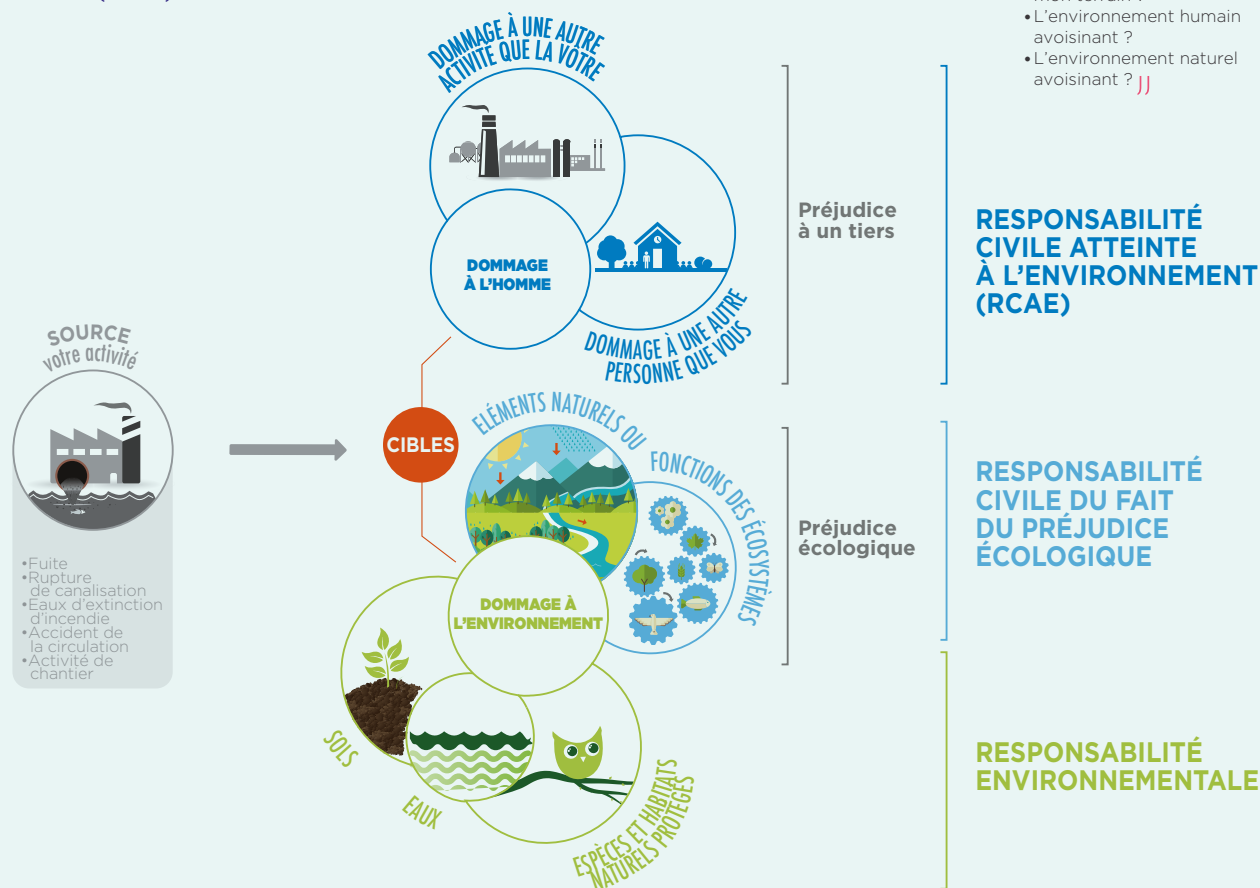 • L'environnement humain
avoisinant ?
• L'environnement naturel
avoisinant ?
DOMMAGE À UNE AUTRE
ACTIVITÉ QUE LA VÔTRE
DOMMAGE
À L'HOMME
DOMMAGE À UNE AUTRE
PERSONNE QUE VOUS
Préjudice
à un tiers
RESPONSABILITÉ
CIVILE ATTEINTE
À L'ENVIRONNEMENT
(RCAE)
SOURCE
votre activité
•Fuite
•Rupture
de canalisation
•Eaux d'extinction
d'incendie
•Accident de
la circulation
•Activité de
chantier
CIBLES
ELÉMENTS NATURELS OU
FONCTIONS DES ÉCOSYSTÈMES
DOMMAGE À
L'ENVIRONNEMENT
Préjudice
écologique
RESPONSABILITÉ
CIVILE DU FAIT
DU PRÉJUDICE
ÉCOLOGIQUE
SOLS
EAUX
ESPÈCES ET HABITATS
NATURELS PROTÉGÉS
RESPONSABILITÉ
ENVIRONNEMENTALE